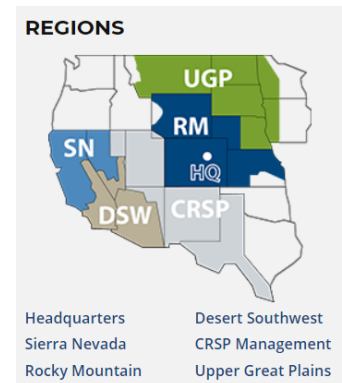 REGIONS
UGP
RM
SN
HQ
DSW CRSP
Headquarters Desert Southwest
Sierra Nevada CRSP Management
Rocky Mountain Upper Great Plains